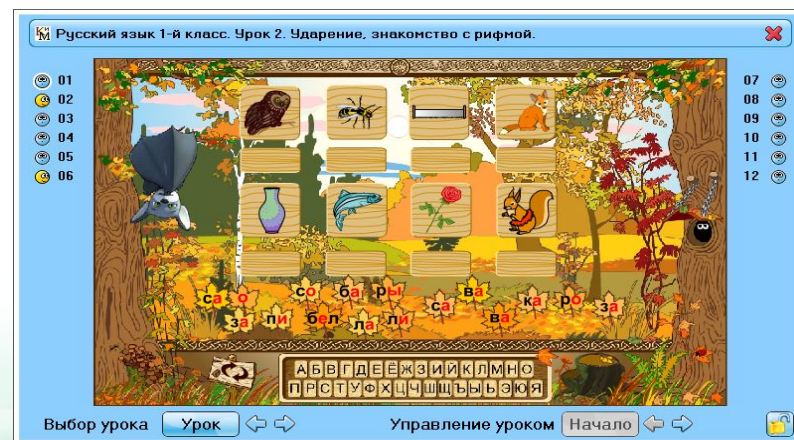 КиМ Русский язык 1-й класс. Урок 2. Ударение, знакомство с рифмой.
01 07
02 08
03 09
04 10
05 11
06 12
са о со ба ры са ва ка ро за
за пи бел ла ли ва
АБВГДЕЁЖЗИЙКЛМНО
ПРСТУФХЦЧШЩЪЫЬЭЮЯ
Выбор урока Урок Управление уроком Начало